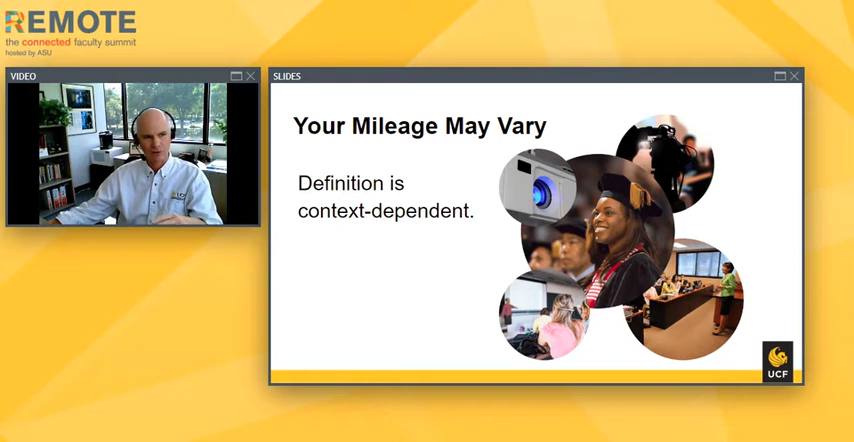 REMOTE
the connected faculty summit
hosted by ASU
VIDEO
SLIDES
Your Mileage May Vary
Definition is
context-dependent.
UCF